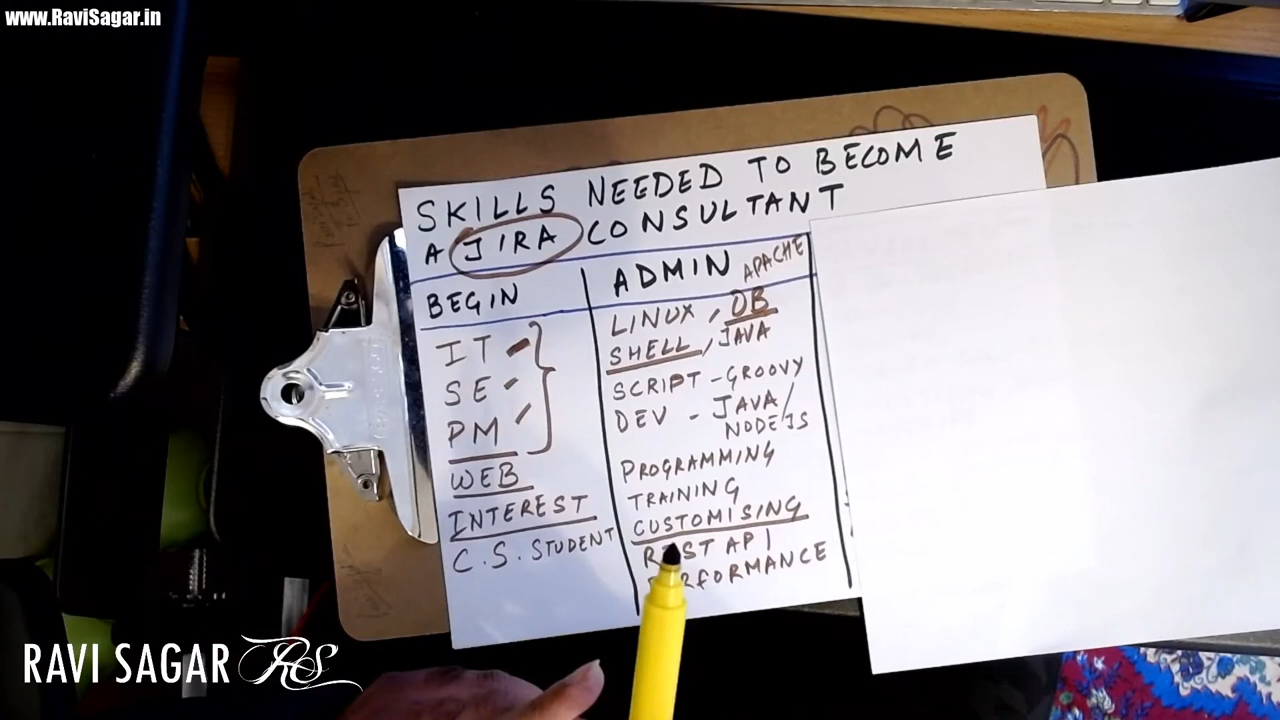 www.RaviSagar.in
SKILLS NEEDED TO BECOME
A JIRA CONSULTANT
BEGIN
IT
SE
PM
WEB
INTEREST
C.S. STUDENT
ADMIN APACHE
LINUX, DB
SHELL, JAVA
SCRIPT - GROOVY
DEV - JAVA/
NODEJS
PROGRAMMING
TRAINING
CUSTOMISING
REST API
PERFORMANCE
RAVI SAGAR RS